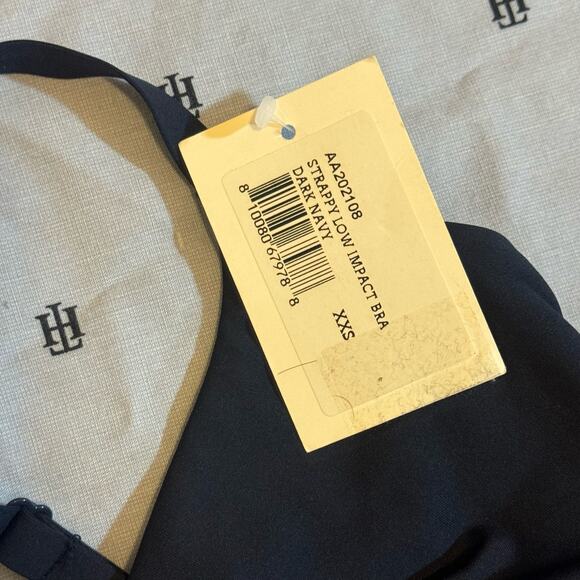 AA202108
STRAPPY LOW IMPACT BRA
DARK NAVY
8 10080 67978 8
XXS